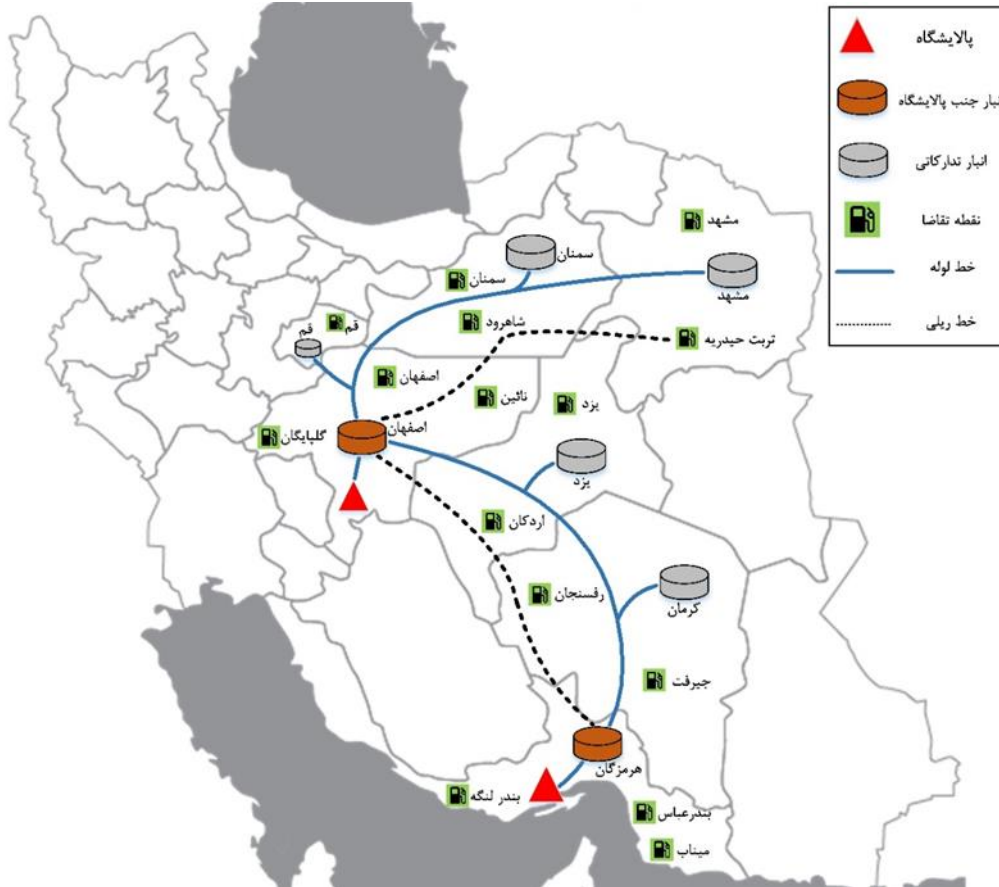 پالایشگاه
نبار جنب پالایشگاه
انبار تدارکاتی
نقطه تقاضا
خط لوله
خط ریلی
مشهد
سمنان
سمنان
مشهد
قم
قم
شاهرود
تربت حیدریه
اصفهان
نائین
یزد
اصفهان
گلپایگان
یزد
اردکان
رفسنجان
کرمان
جیرفت
هرمزگان
بندر لنگه
بندرعباس
میناب